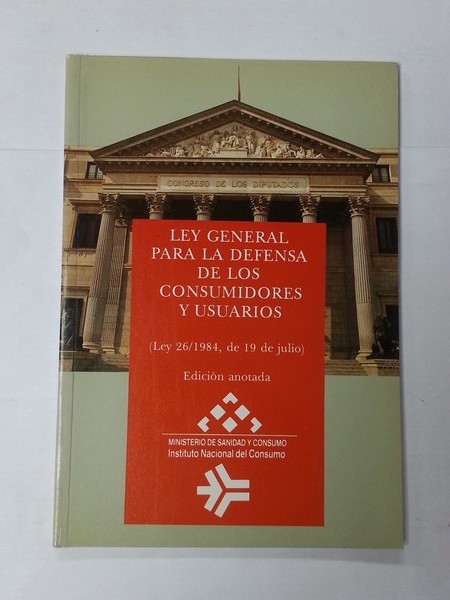 CONGRESO DE LOS DIPUTADOS
LEY GENERAL
PARA LA DEFENSA
DE LOS
CONSUMIDORES
Y USUARIOS
(Ley 26/1984, de 19 de julio)
Edición anotada
MINISTERIO DE SANIDAD Y CONSUMO
Instituto Nacional del Consumo